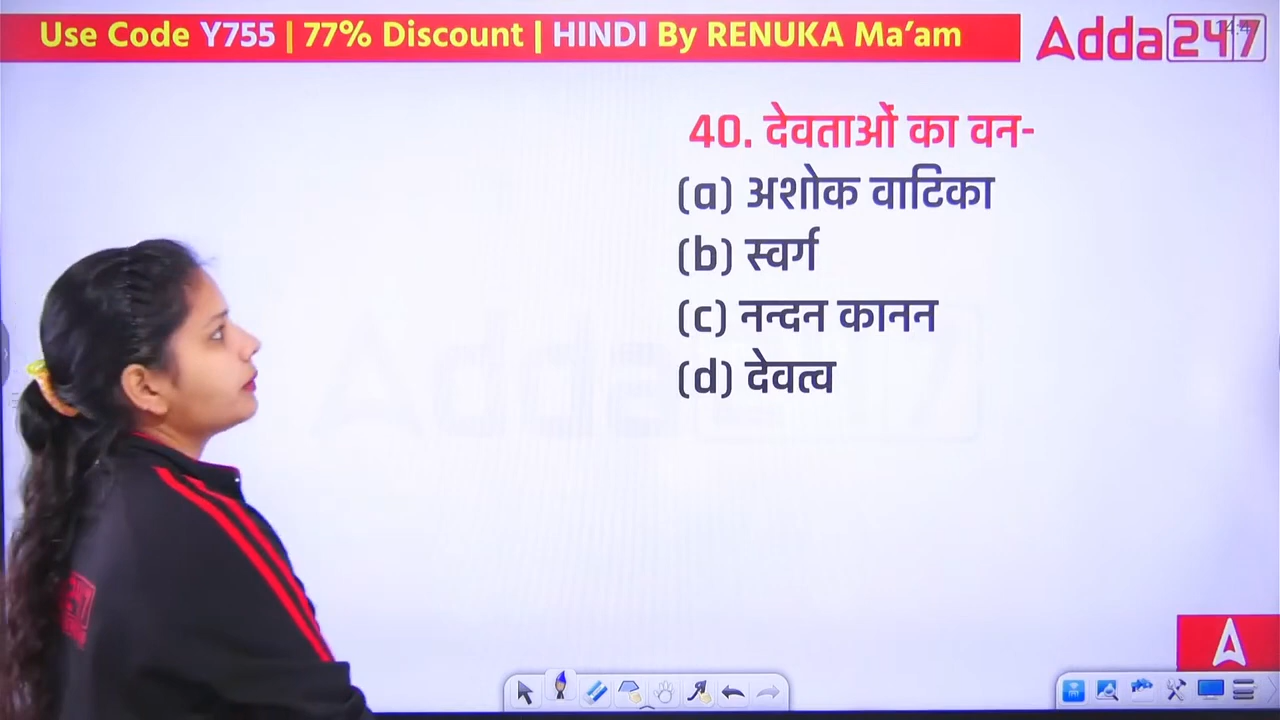 Use Code Y755 | 77% Discount | HINDI By RENUKA Ma’am
Adda247
40. देवताओं का वन-
(a) अशोक वाटिका
(b) स्वर्ग
(c) नन्दन कानन
(d) देवत्व